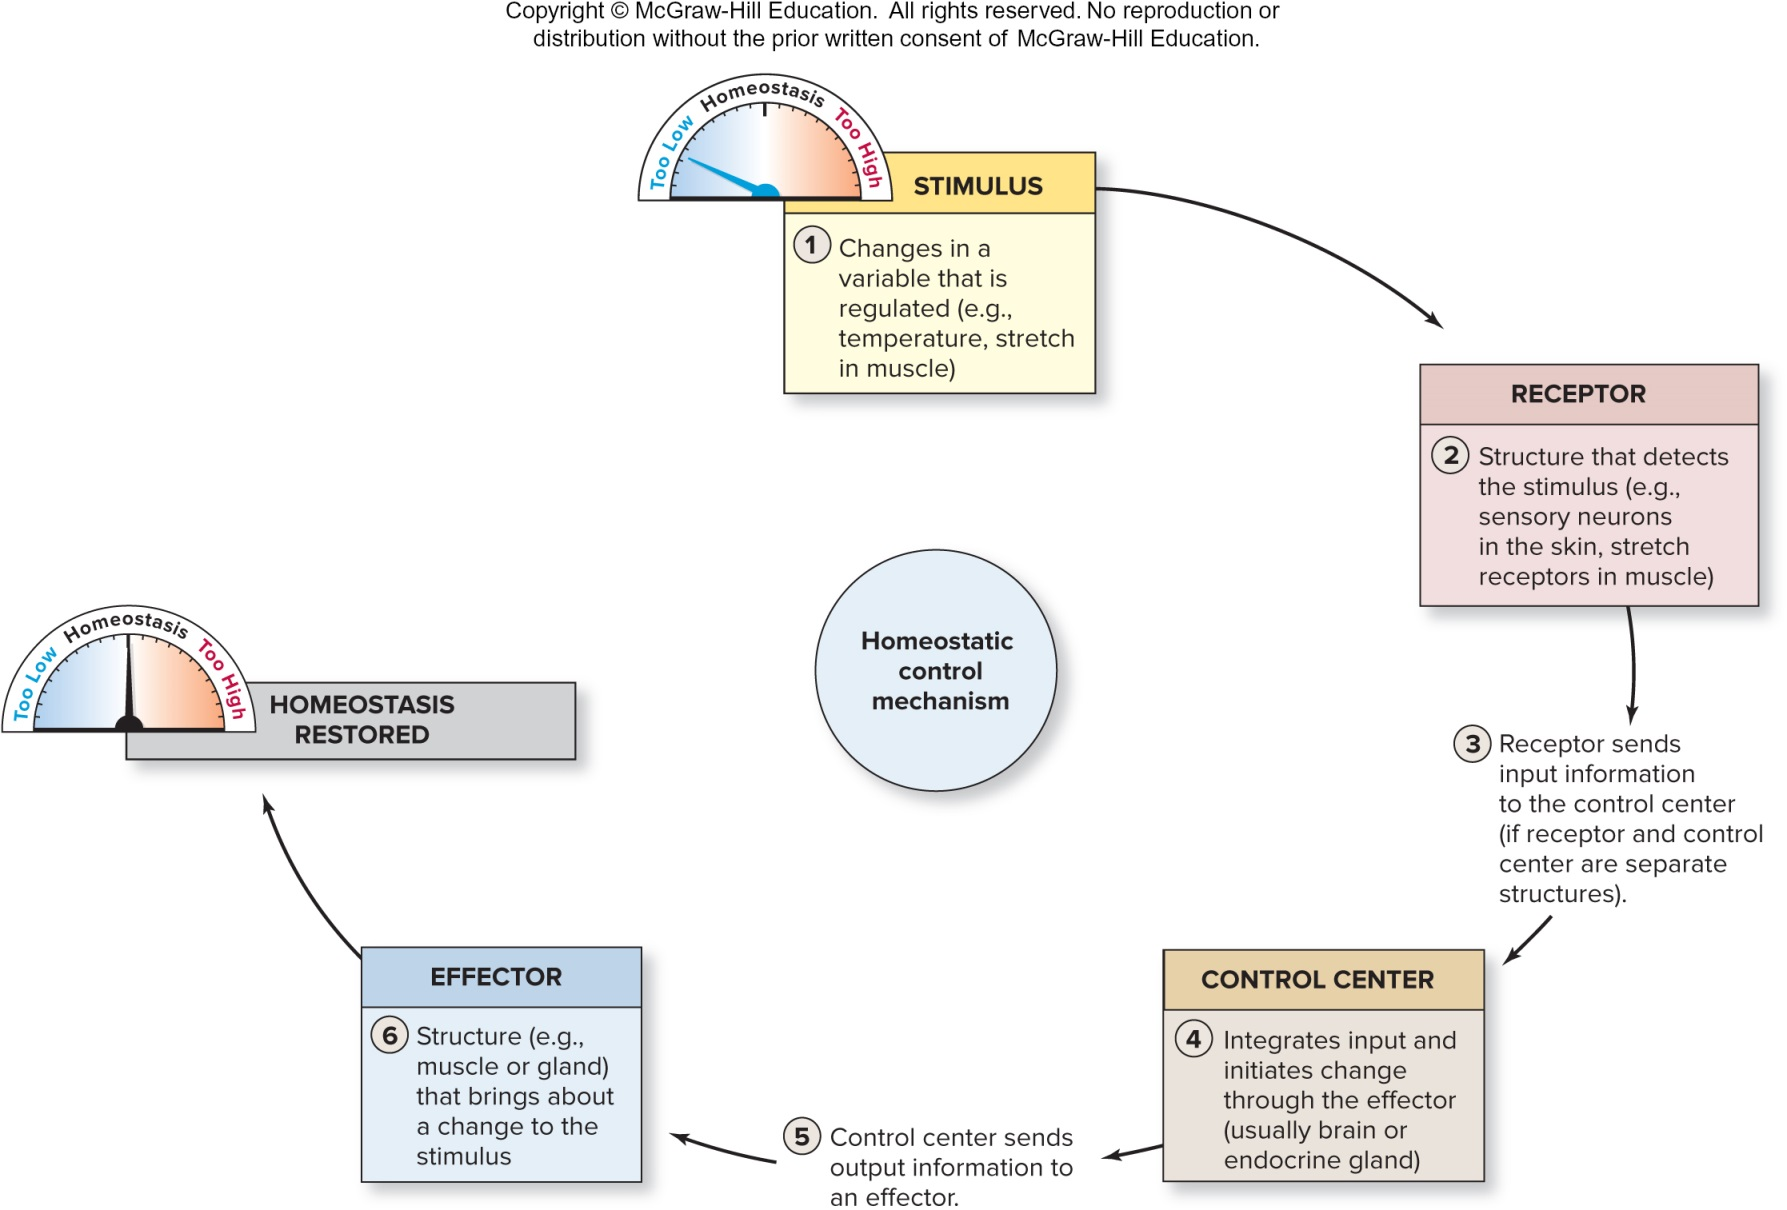 Copyright © McGraw-Hill Education. All rights reserved. No reproduction or
distribution without the prior written consent of McGraw-Hill Education.
Too Low Homeostasis Too High
STIMULUS
1 Changes in a
variable that is
regulated (e.g.,
temperature, stretch
in muscle)
RECEPTOR
2 Structure that detects
the stimulus (e.g.,
sensory neurons
in the skin, stretch
receptors in muscle)
3 Receptor sends
input information
to the control center
(if receptor and control
center are separate
structures).
CONTROL CENTER
4 Integrates input and
initiates change
through the effector
(usually brain or
endocrine gland)
5 Control center sends
output information to
an effector.
EFFECTOR
6 Structure (e.g.,
muscle or gland)
that brings about
a change to the
stimulus
Too Low Homeostasis Too High
HOMEOSTASIS
RESTORED
Homeostatic
control
mechanism